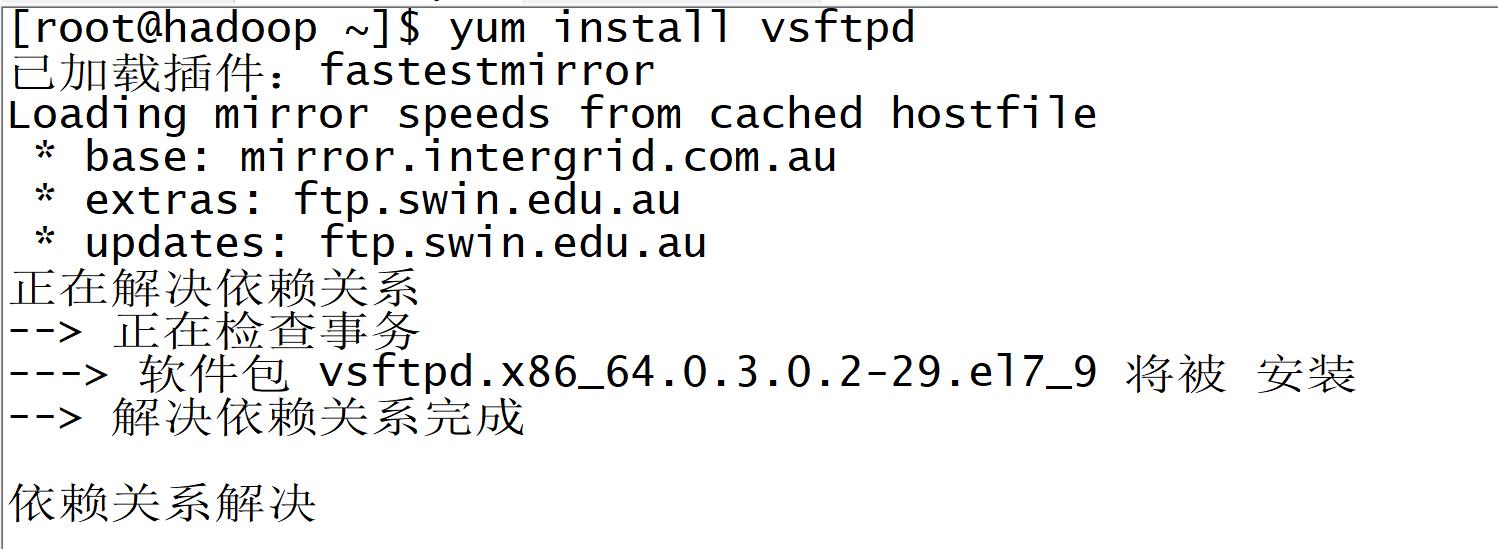 [root@hadoop ~]$ yum install vsftpd
已加载插件：fastestmirror
Loading mirror speeds from cached hostfile
 * base: mirror.intergrid.com.au
 * extras: ftp.swin.edu.au
 * updates: ftp.swin.edu.au
正在解决依赖关系
--> 正在检查事务
---> 软件包 vsftpd.x86_64.0.3.0.2-29.el7_9 将被 安装
--> 解决依赖关系完成
依赖关系解决